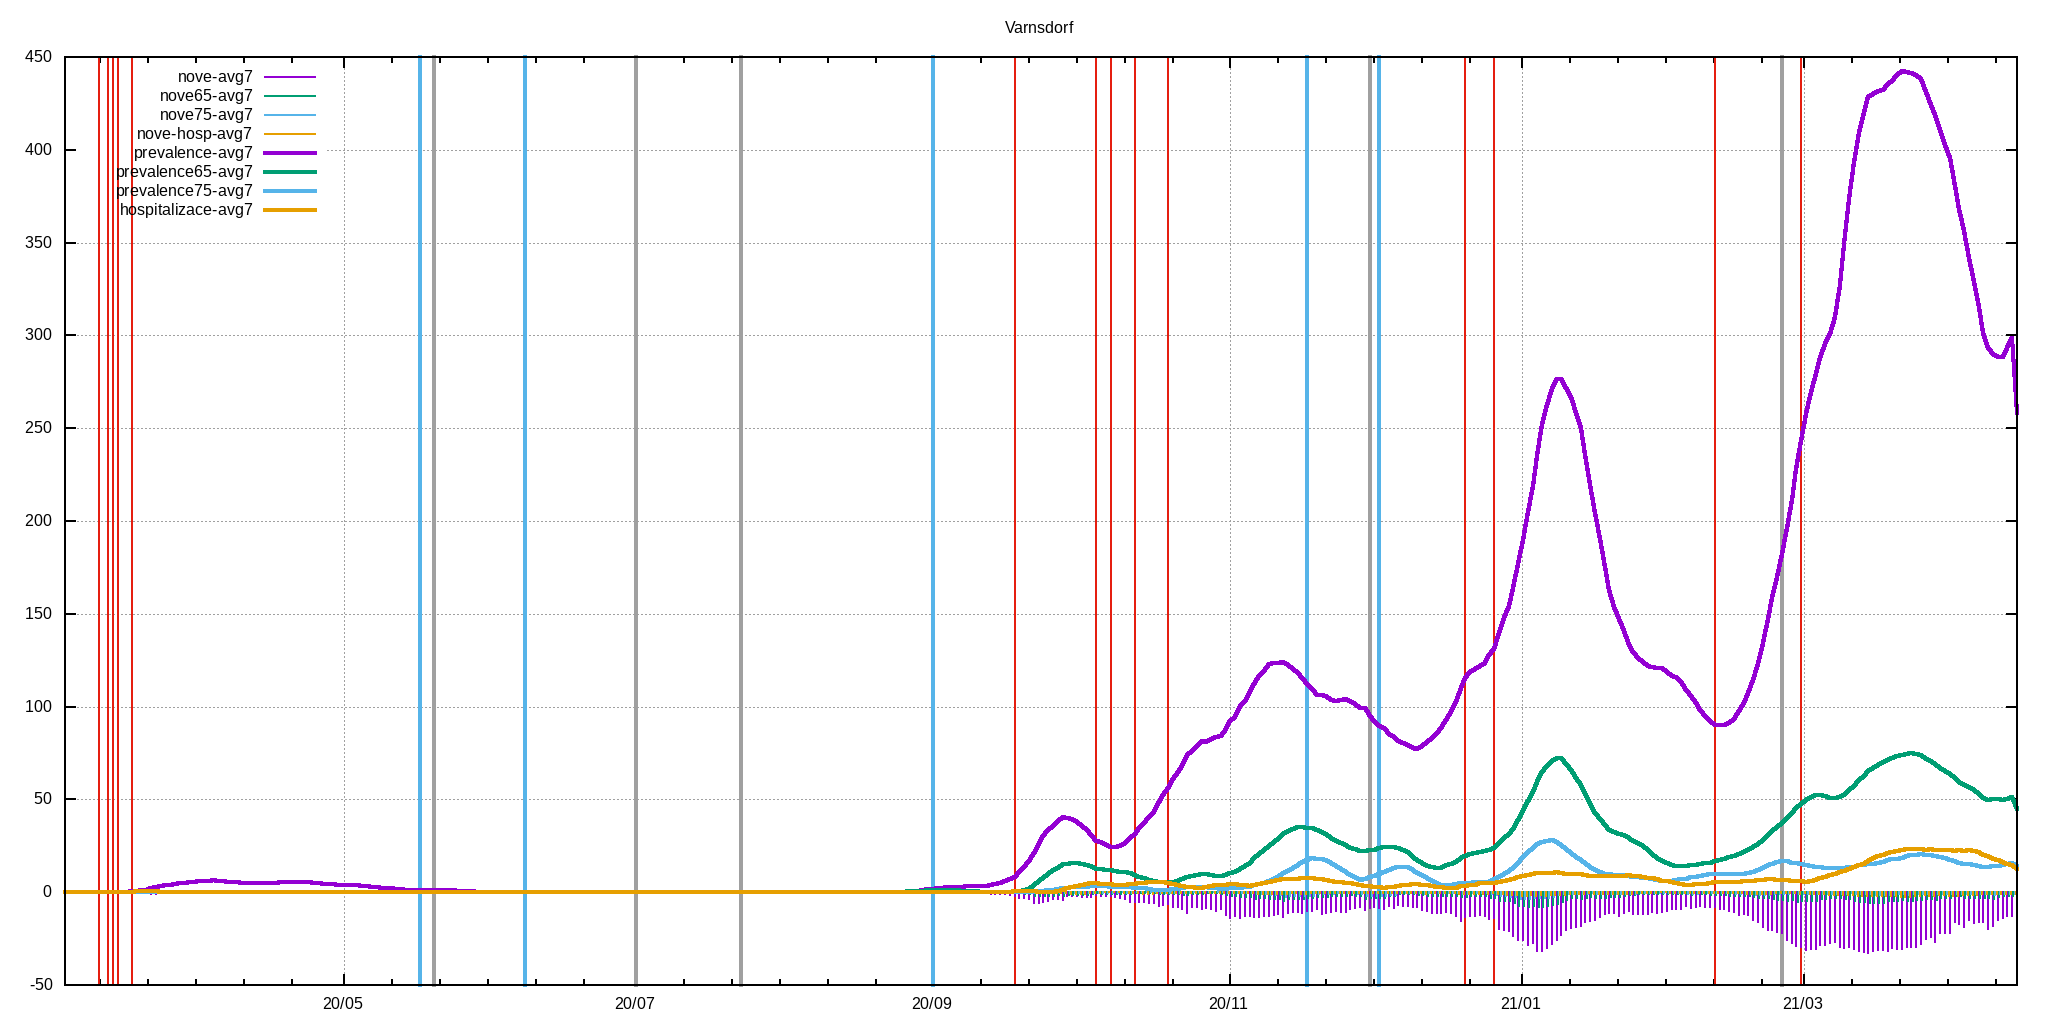 Varnsdorf
450
400
350
300
250
200
150
100
50
0
-50
nove-avg7
nove65-avg7
nove75-avg7
nove-hosp-avg7
prevalence-avg7
prevalence65-avg7
prevalence75-avg7
hospitalizace-avg7
20/05 20/07 20/09 20/11 21/01 21/03